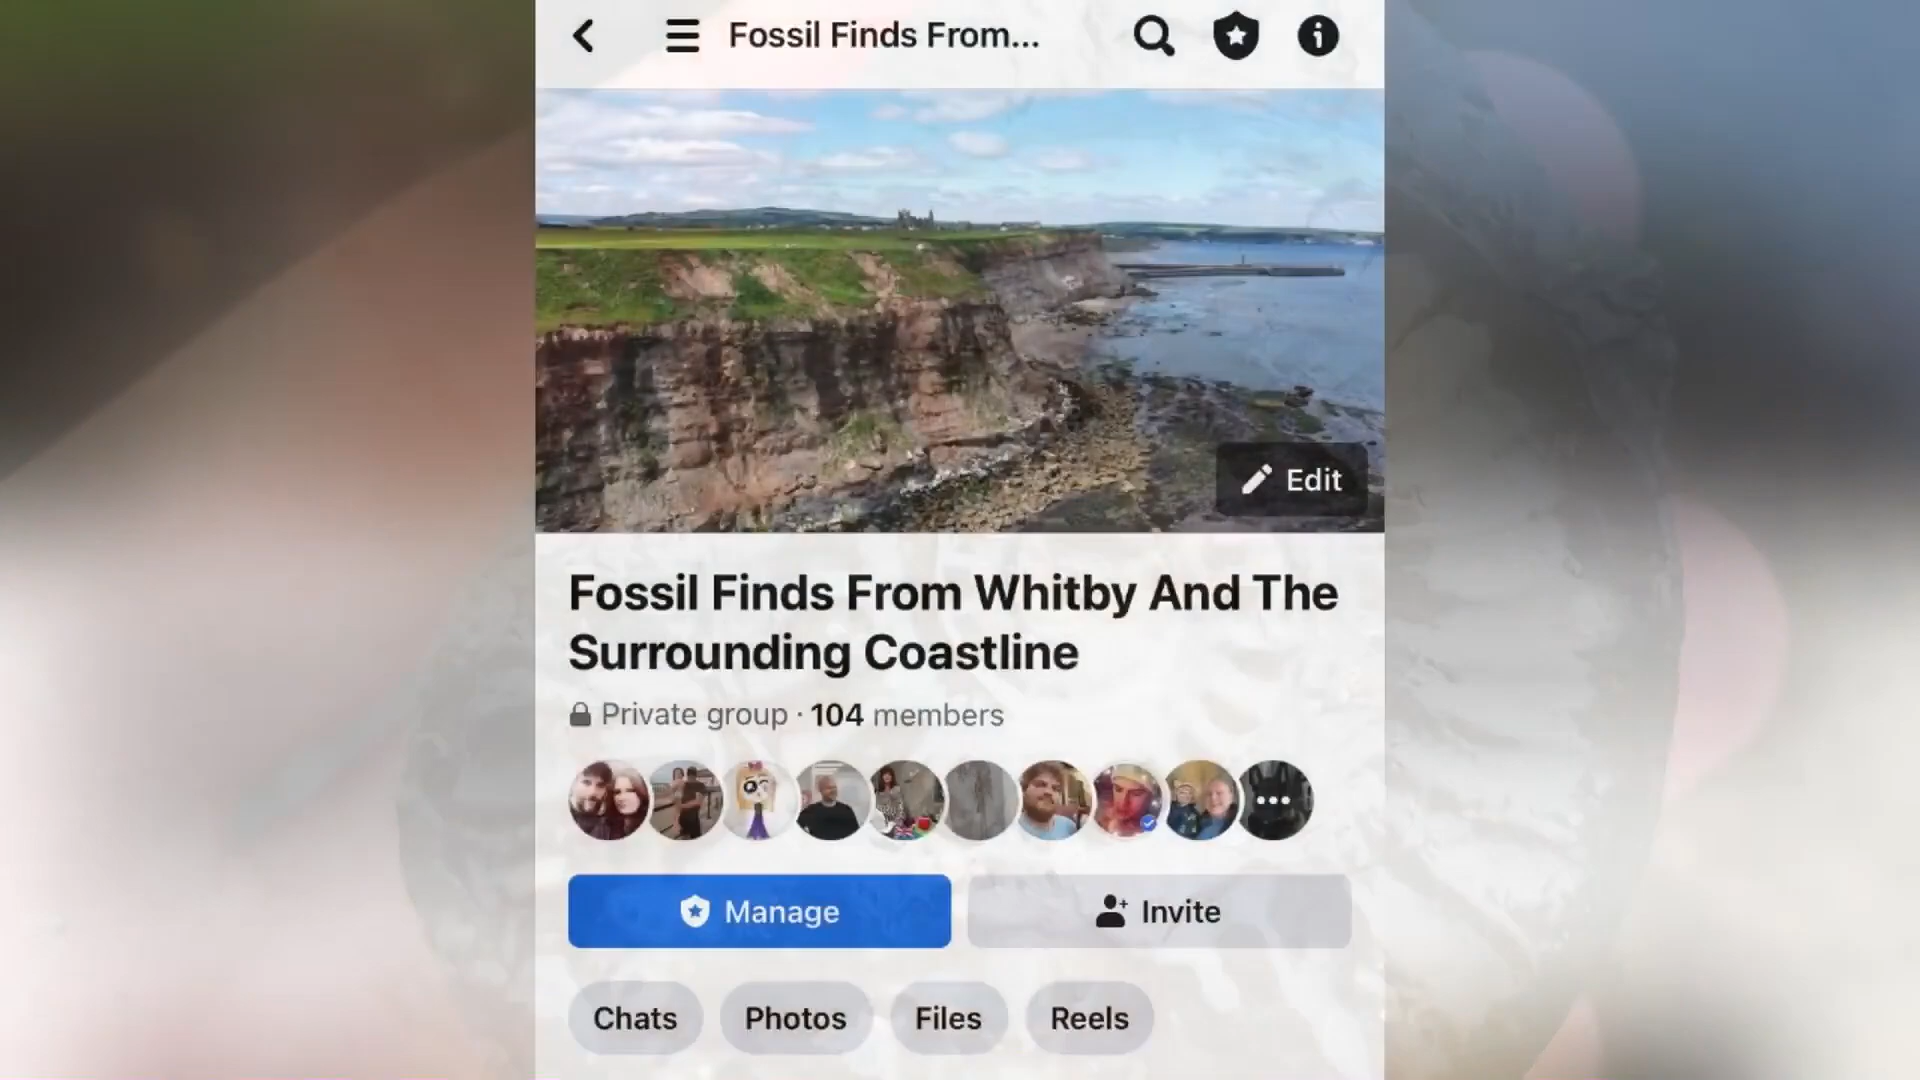 Fossil Finds From...
Edit
Fossil Finds From Whitby And The
Surrounding Coastline
Private group · 104 members
Manage
Invite
Chats
Photos
Files
Reels